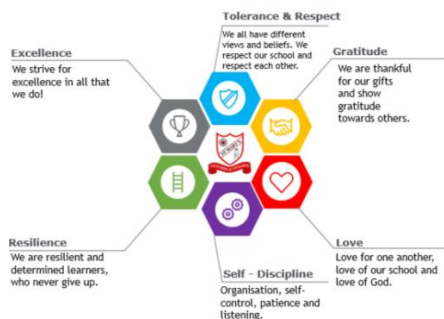 Tolerance & Respect
We all have different
views and beliefs. We
respect our school and
respect each other.
Excellence
We strive for
excellence in all that
we do!
Gratitude
We are thankful
for our gifts
and show
gratitude
towards others.
Resilience
We are resilient and
determined learners,
who never give up.
Self - Discipline
Organisation, self-
control, patience and
listening.
Love
Love for one another,
love of our school and
love of God.